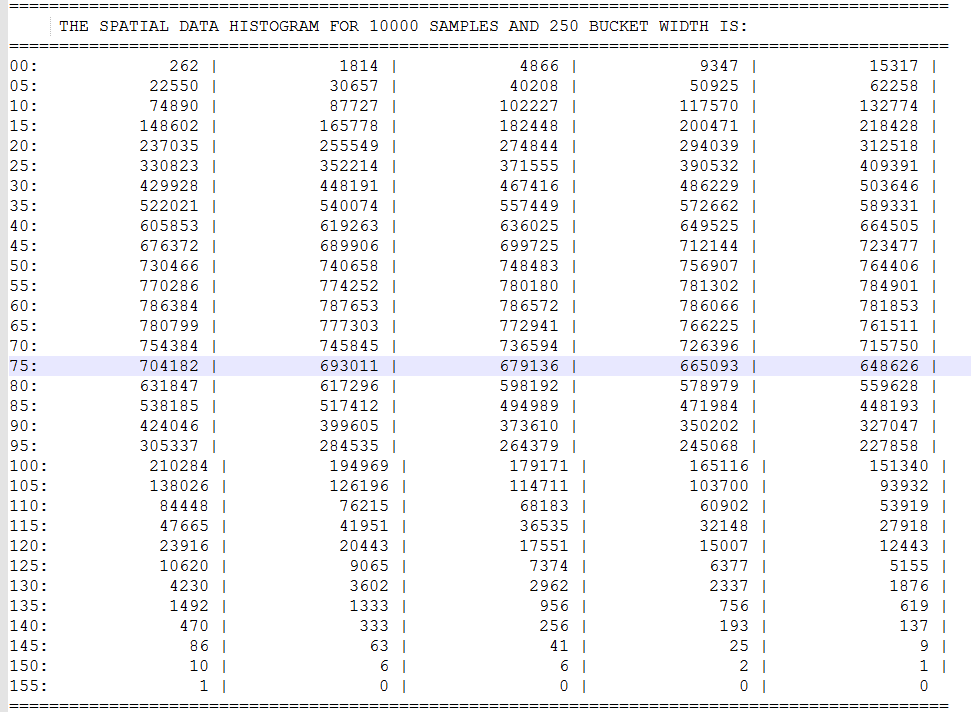 ===============================================================================================
THE SPATIAL DATA HISTOGRAM FOR 10000 SAMPLES AND 250 BUCKET WIDTH IS:
===============================================================================================
00: 262 | 1814 | 4866 | 9347 | 15317 |
05: 22550 | 30657 | 40208 | 50925 | 62258 |
10: 74890 | 87727 | 102227 | 117570 | 132774 |
15: 148602 | 165778 | 182448 | 200471 | 218428 |
20: 237035 | 255549 | 274844 | 294039 | 312518 |
25: 330823 | 352214 | 371555 | 390532 | 409391 |
30: 429928 | 448191 | 467416 | 486229 | 503646 |
35: 522021 | 540074 | 557449 | 572662 | 589331 |
40: 605853 | 619263 | 636025 | 649525 | 664505 |
45: 676372 | 689906 | 699725 | 712144 | 723477 |
50: 730466 | 740658 | 748483 | 756907 | 764406 |
55: 770286 | 774252 | 780180 | 781302 | 784901 |
60: 786384 | 787653 | 786572 | 786066 | 781853 |
65: 780799 | 777303 | 772941 | 766225 | 761511 |
70: 754384 | 745845 | 736594 | 726396 | 715750 |
75: 704182 | 693011 | 679136 | 665093 | 648626 |
80: 631847 | 617296 | 598192 | 578979 | 559628 |
85: 538185 | 517412 | 494989 | 471984 | 448193 |
90: 424046 | 399605 | 373610 | 350202 | 327047 |
95: 305337 | 284535 | 264379 | 245068 | 227858 |
100: 210284 | 194969 | 179171 | 165116 | 151340 |
105: 138026 | 126196 | 114711 | 103700 | 93932 |
110: 84448 | 76215 | 68183 | 60902 | 53919 |
115: 47665 | 41951 | 36535 | 32148 | 27918 |
120: 23916 | 20443 | 17551 | 15007 | 12443 |
125: 10620 | 9065 | 7374 | 6377 | 5155 |
130: 4230 | 3602 | 2962 | 2337 | 1876 |
135: 1492 | 1333 | 956 | 756 | 619 |
140: 470 | 333 | 256 | 193 | 137 |
145: 86 | 63 | 41 | 25 | 9 |
150: 10 | 6 | 6 | 2 | 1 |
155: 1 | 0 | 0 | 0 | 0
===============================================================================================